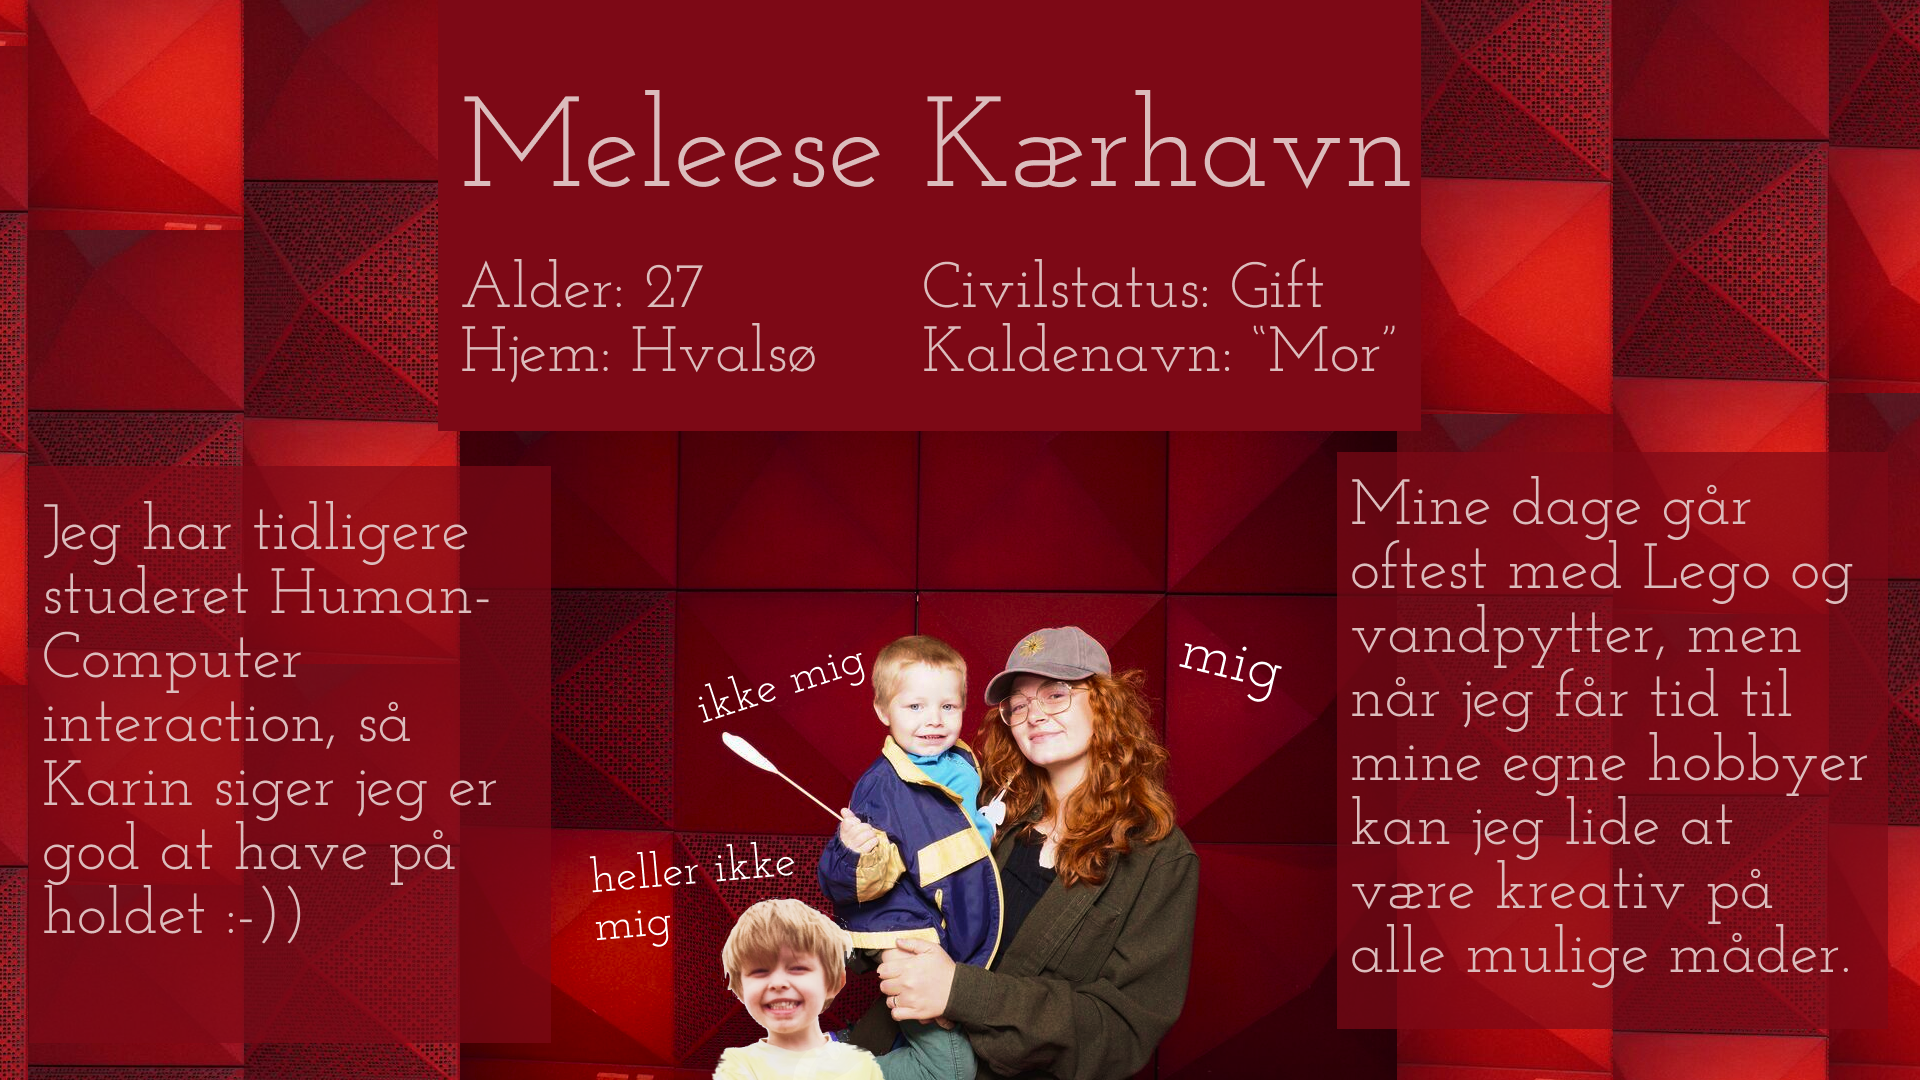 Meleese Kærhavn
Alder: 27
Hjem: Hvalsø
Civilstatus: Gift
Kaldenavn: “Mor”
Jeg har tidligere
studeret Human-
Computer
interaction, så
Karin siger jeg er
god at have på
holdet :-))
ikke mig
mig
heller ikke
mig
Mine dage går
oftest med Lego og
vandpytter, men
når jeg får tid til
mine egne hobbyer
kan jeg lide at
være kreativ på
alle mulige måder.